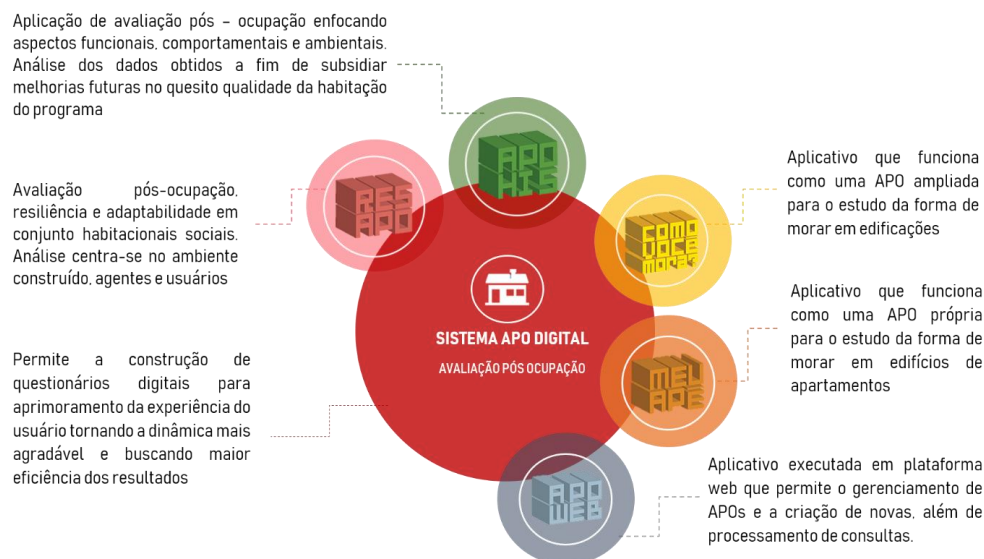 Aplicação de avaliação pós – ocupação enfocando
aspectos funcionais, comportamentais e ambientais.
Análise dos dados obtidos a fim de subsidiar
melhorias futuras no quesito qualidade da habitação
do programa
APO
HIS
RES
APO
Avaliação pós-ocupação,
resiliência e adaptabilidade em
conjunto habitacionais sociais.
Análise centra-se no ambiente
construído, agentes e usuários
COMO
VOCÊ
MORA?
Aplicativo que funciona
como uma APO ampliada
para o estudo da forma de
morar em edificações
SISTEMA APO DIGITAL
AVALIAÇÃO PÓS OCUPAÇÃO
MEU
APÊ
Aplicativo que funciona
como uma APO própria
para o estudo da forma de
morar em edifícios de
apartamentos
Permite a construção de
questionários digitais para
aprimoramento da experiência do
usuário tornando a dinâmica mais
agradável e buscando maior
eficiência dos resultados
APO
WEB
Aplicativo executada em plataforma
web que permite o gerenciamento de
APOs e a criação de novas, além de
processamento de consultas.